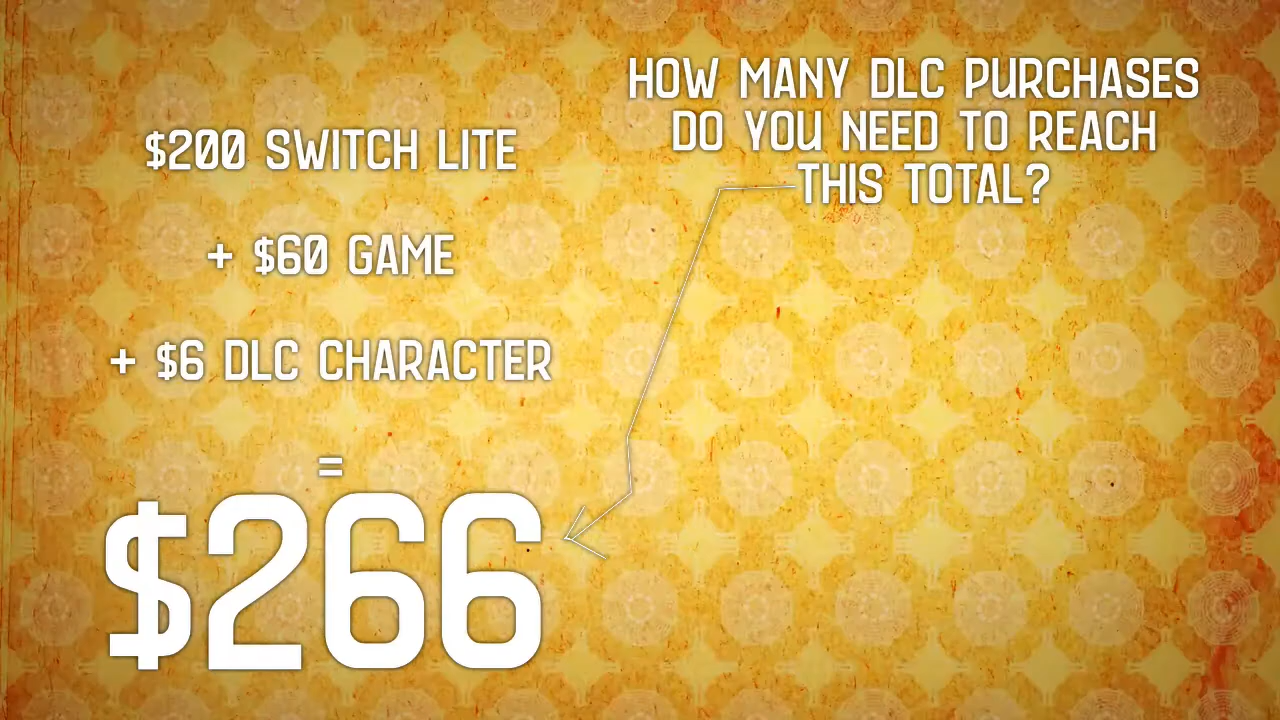 $200 SWITCH LITE
+ $60 GAME
+ $6 DLC CHARACTER
=
$266
HOW MANY DLC PURCHASES
DO YOU NEED TO REACH
THIS TOTAL?